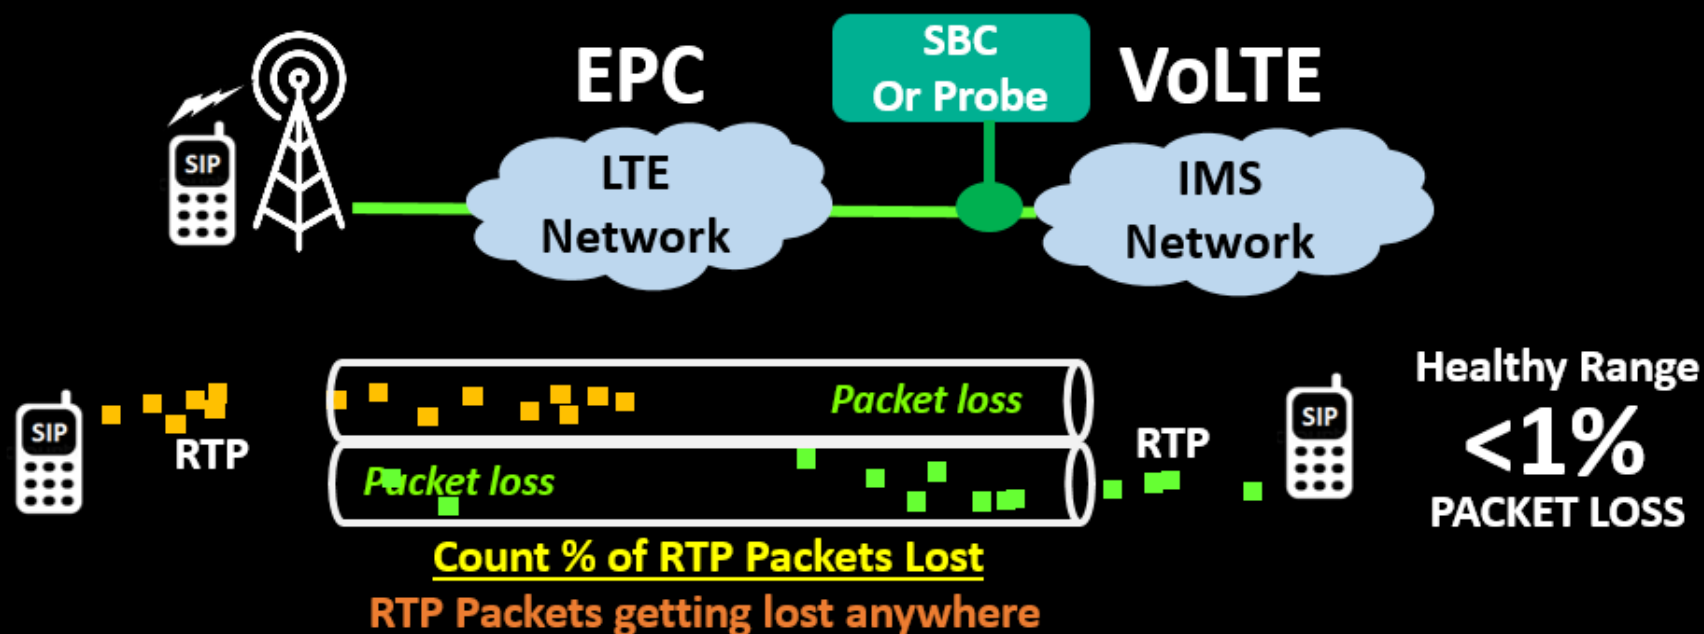 EPC
SBC
Or Probe
VoLTE
SIP
LTE
Network
IMS
Network
Healthy Range
<1%
PACKET LOSS
SIP
RTP
Packet loss
Packet loss
RTP
SIP
Count % of RTP Packets Lost
RTP Packets getting lost anywhere